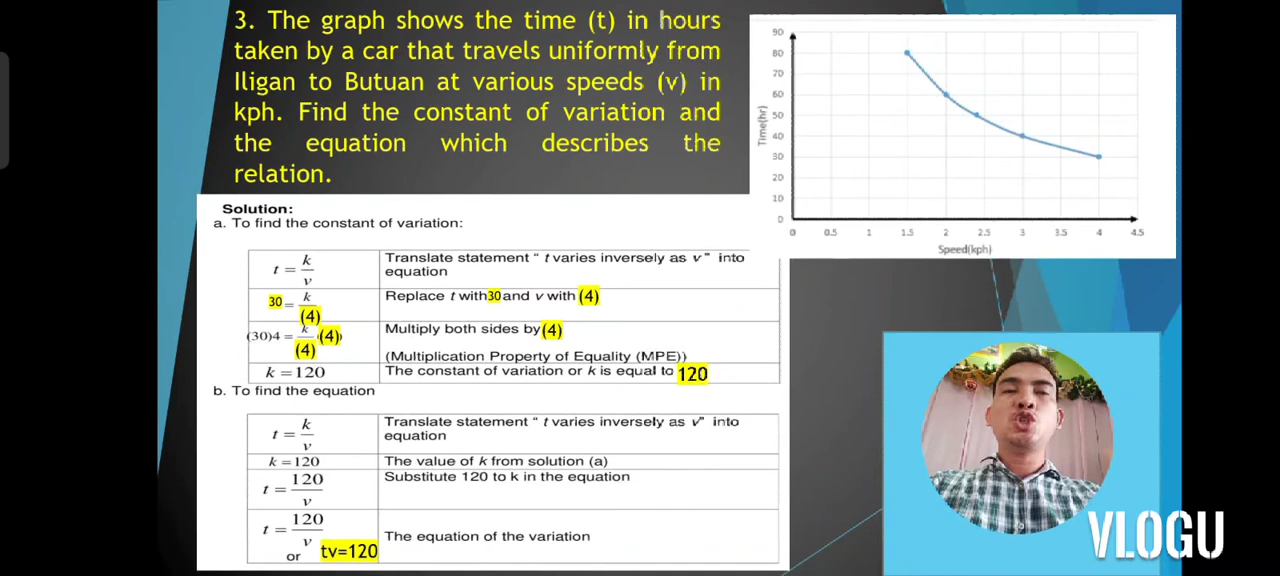 3. The graph shows the time (t) in hours
taken by a car that travels uniformly from
Iligan to Butuan at various speeds (v) in
kph. Find the constant of variation and
the equation which describes the
relation.
90
80
70
60
50
40
30
20
10
0
Time(hr)
0 0.5 1 1.5 2 2.5 3 3.5 4 4.5
Speed(kph)
Solution:
a. To find the constant of variation:
t = k/v
Translate statement " t varies inversely as v" into
equation
30 = k/(4)
Replace t with 30 and v with (4)
(30)4 = k/(4) (4)
Multiply both sides by (4)
(Multiplication Property of Equality (MPE))
k = 120
The constant of variation or k is equal to 120
b. To find the equation
t = k/v
Translate statement " t varies inversely as v" into
equation
k = 120
The value of k from solution (a)
t = 120/v
Substitute 120 to k in the equation
t = 120/v
or tv=120
The equation of the variation
VLOGU